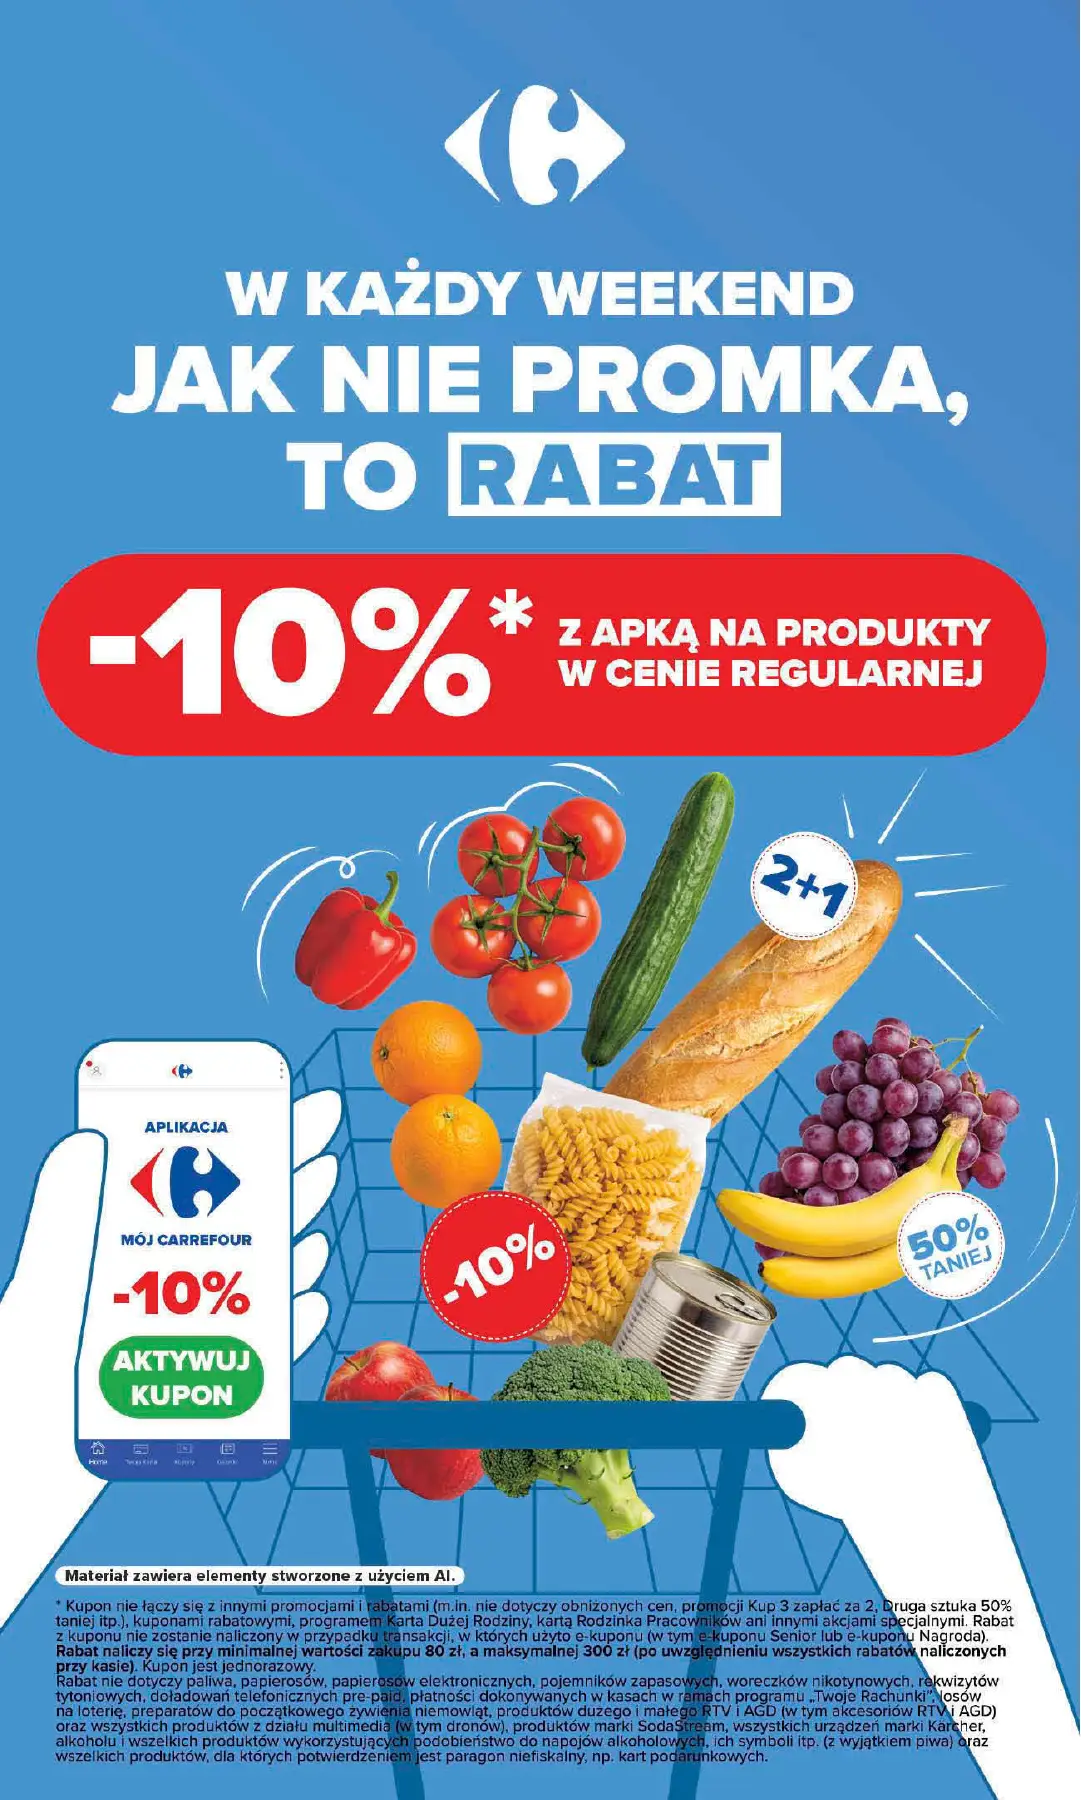 W KAŻDY WEEKEND
JAK NIE PROMKA,
TO RABAT
-10%* Z APKĄ NA PRODUKTY
W CENIE REGULARNEJ
2+1
APLIKACJA
MÓJ CARREFOUR
-10%
AKTYWUJ
KUPON
Home
Menu
-10%
50%
TANIEJ
Materiał zawiera elementy stworzone z użyciem AI.
* Kupon nie łączy się z innymi promocjami i rabatami (m.in. nie dotyczy obniżonych cen, promocji Kup 3 zapłać za 2, Druga sztuka 50%
taniej itp.), kuponami rabatowymi, programem Karta Dużej Rodziny, kartą Rodzinka Pracowników ani innymi akcjami specjalnymi. Rabat
z kuponu nie zostanie naliczony w przypadku transakcji, w których użyto e-kuponu (w tym e-kuponu Senior lub e-kuponu Nagroda).
Rabat naliczy się przy minimalnej wartości zakupu 80 zł, a maksymalnej 300 zł (po uwzględnieniu wszystkich rabatów naliczonych
przy kasie). Kupon jest jednorazowy.
Rabat nie dotyczy paliwa, papierosów, papierosów elektronicznych, pojemników zapasowych, woreczków nikotynowych, rekwizytów
tytoniowych, doładowań telefonicznych pre-paid, płatności dokonywanych w kasach w ramach programu „Twoje Rachunki", losów
na loterię, preparatów do początkowego żywienia niemowląt, produktów dużego i małego RTV i AGD (w tym akcesoriów RTV i AGD)
oraz wszystkich produktów z działu multimedia (w tym dronów), produktów marki SodaStream, wszystkich urządzeń marki Kärcher,
alkoholu i wszelkich produktów wykorzystujących podobieństwo do napojów alkoholowych, ich symboli itp. (z wyjątkiem piwa) oraz
wszelkich produktów, dla których potwierdzeniem jest paragon niefiskalny, np. kart podarunkowych.